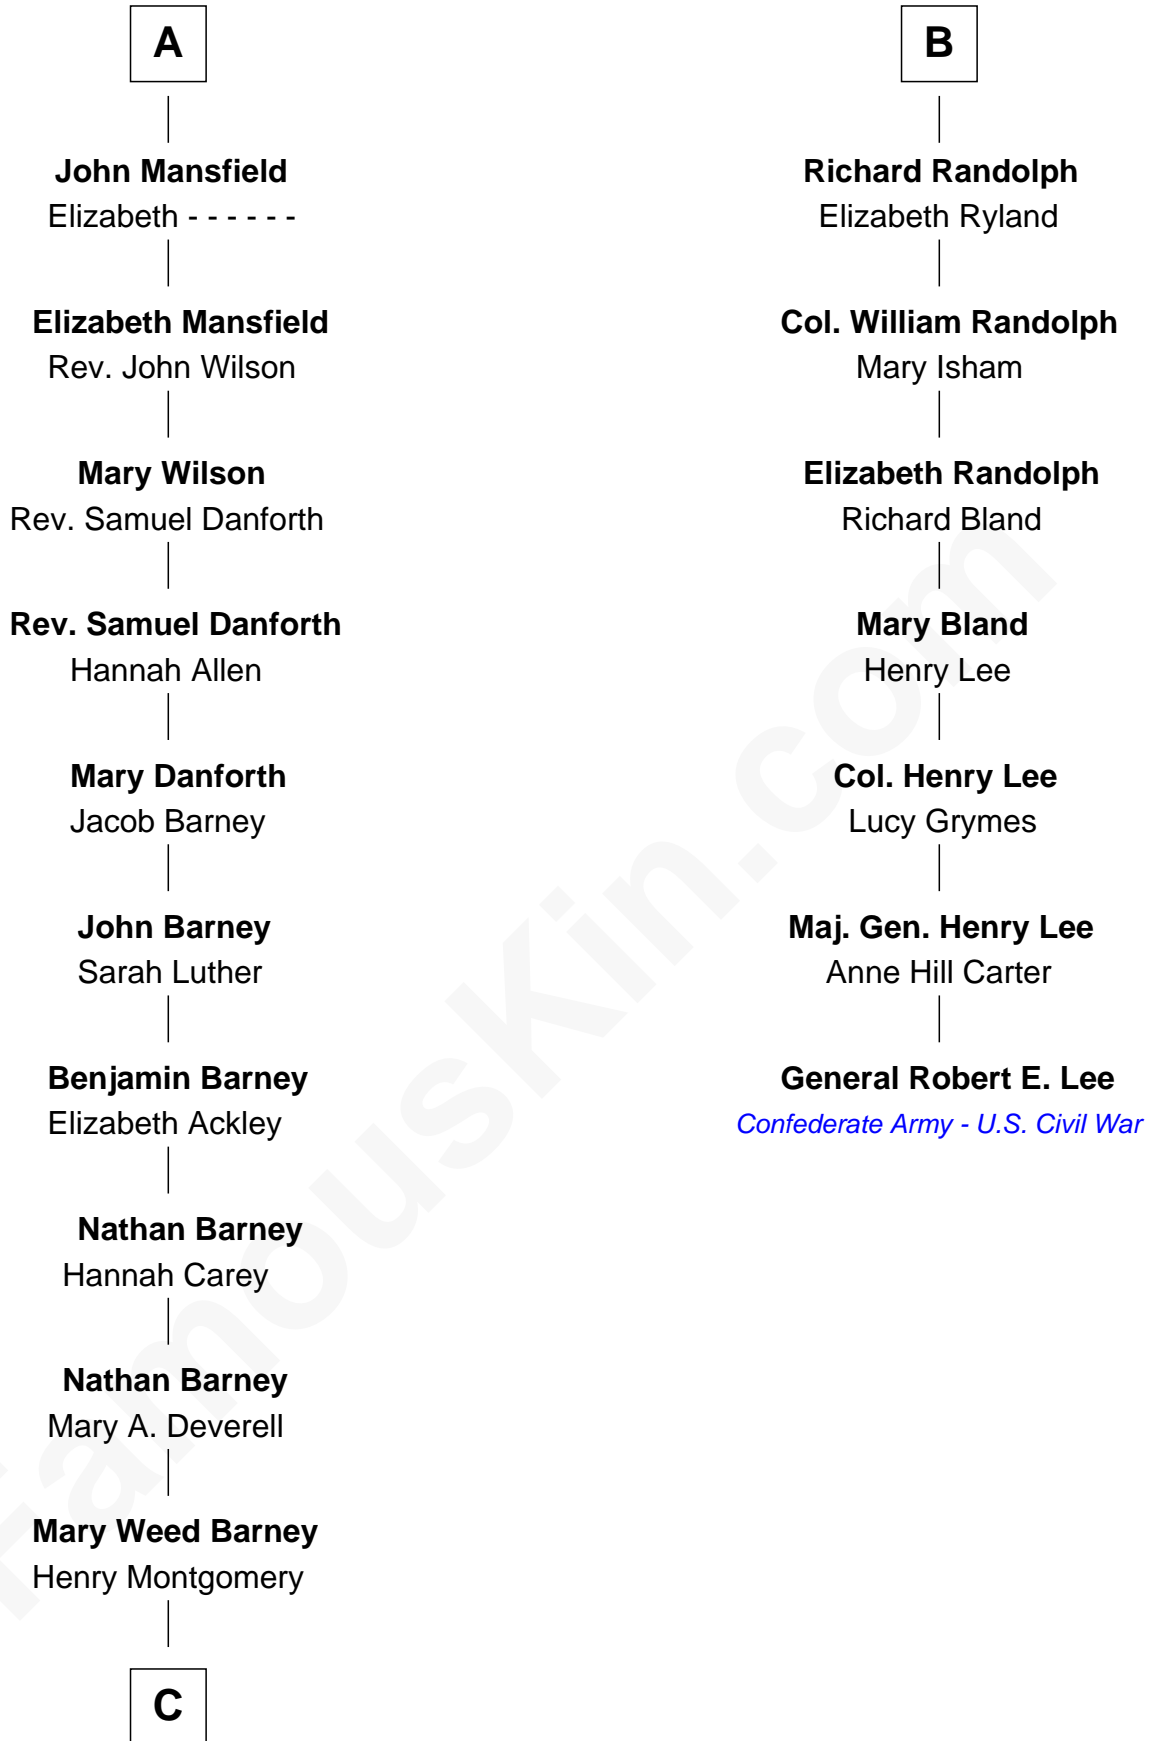 A
John Mansfield
Elizabeth - - - - - -
Elizabeth Mansfield
Rev. John Wilson
Mary Wilson
Rev. Samuel Danforth
Rev. Samuel Danforth
Hannah Allen
Mary Danforth
Jacob Barney
John Barney
Sarah Luther
Benjamin Barney
Elizabeth Ackley
Nathan Barney
Hannah Carey
Nathan Barney
Mary A. Deverell
Mary Weed Barney
Henry Montgomery
C
B
Richard Randolph
Elizabeth Ryland
Col. William Randolph
Mary Isham
Elizabeth Randolph
Richard Bland
Mary Bland
Henry Lee
Col. Henry Lee
Lucy Grymes
Maj. Gen. Henry Lee
Anne Hill Carter
General Robert E. Lee
Confederate Army - U.S. Civil War
FamousKin.com